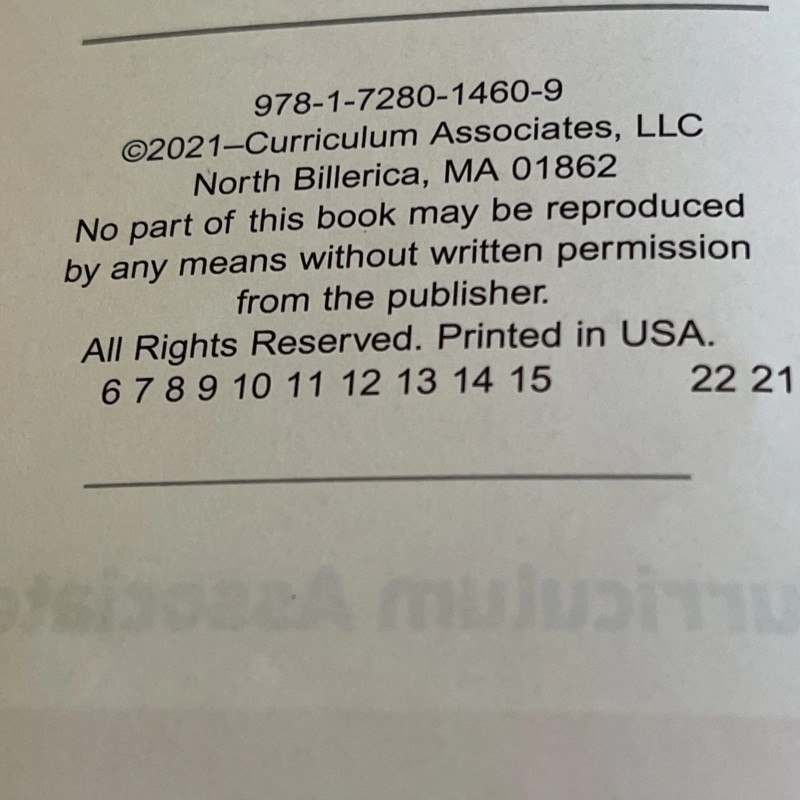 978-1-7280-1460-9
©2021–Curriculum Associates, LLC
North Billerica, MA 01862
No part of this book may be reproduced
by any means without written permission
from the publisher.
All Rights Reserved. Printed in USA.
6 7 8 9 10 11 12 13 14 15 22 21